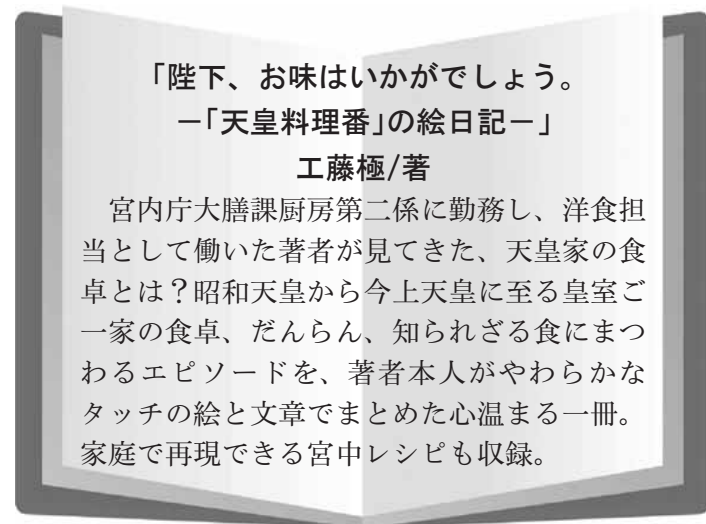 「陛下、お味はいかがでしょう。
－「天皇料理番」の絵日記－」
工藤極/著
宮内庁大膳課厨房第二係に勤務し、洋食担
当として働いた著者が見てきた、天皇家の食
卓とは？昭和天皇から今上天皇に至る皇室ご
一家の食卓、だんらん、知られざる食にまつ
わるエピソードを、著者本人がやわらかな
タッチの絵と文章でまとめた心温まる一冊。
家庭で再現できる宮中レシピも収録。